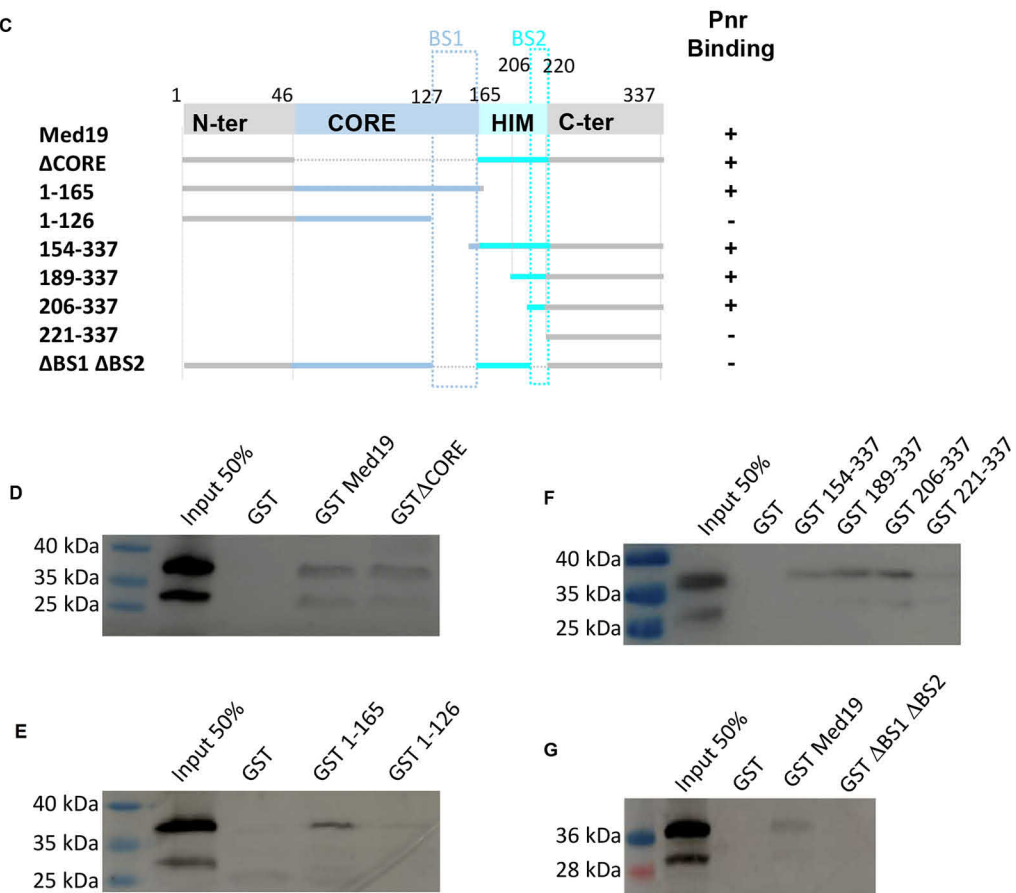 C
Pnr
Binding
BS1
BS2
206
220
1
46
127
165
337
N-ter
CORE
HIM
C-ter
Med19
+
ΔCORE
+
1-165
+
1-126
-
154-337
+
189-337
+
206-337
+
221-337
-
ΔBS1 ΔBS2
-
D
Input 50%
GST
GST Med19
GSTΔCORE
40 kDa
35 kDa
25 kDa
F
Input 50%
GST
GST 154-337
GST 189-337
GST 206-337
GST 221-337
40 kDa
35 kDa
25 kDa
E
Input 50%
GST
GST 1-165
GST 1-126
40 kDa
35 kDa
25 kDa
G
Input 50%
GST
GST Med19
GST ΔBS1 ΔBS2
36 kDa
28 kDa